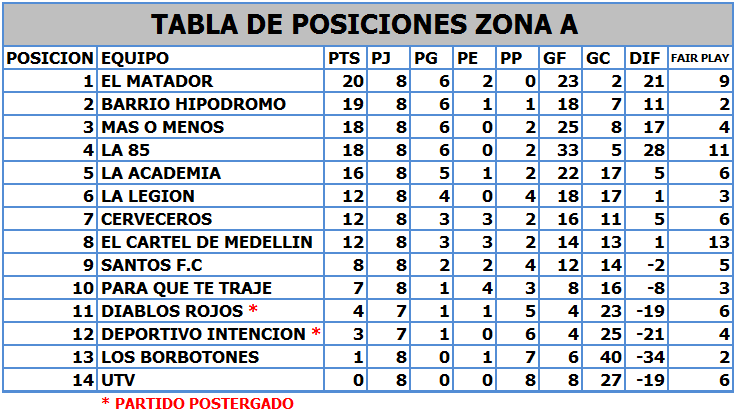 TABLA DE POSICIONES ZONA A
POSICION EQUIPO PTS PJ PG PE PP GF GC DIF FAIR PLAY
1 EL MATADOR 20 8 6 2 0 23 2 21 9
2 BARRIO HIPODROMO 19 8 6 1 1 18 7 11 2
3 MAS O MENOS 18 8 6 0 2 25 8 17 4
4 LA 85 18 8 6 0 2 33 5 28 11
5 LA ACADEMIA 16 8 5 1 2 22 17 5 6
6 LA LEGION 12 8 4 0 4 18 17 1 3
7 CERVECEROS 12 8 3 3 2 16 11 5 6
8 EL CARTEL DE MEDELLIN 12 8 3 3 2 14 13 1 13
9 SANTOS F.C 8 8 2 2 4 12 14 -2 5
10 PARA QUE TE TRAJE 7 8 1 4 3 8 16 -8 3
11 DIABLOS ROJOS * 4 7 1 1 5 4 23 -19 6
12 DEPORTIVO INTENCION * 3 7 1 0 6 4 25 -21 4
13 LOS BORBOTONES 1 8 0 1 7 6 40 -34 2
14 UTV 0 8 0 0 8 8 27 -19 6
* PARTIDO POSTERGADO